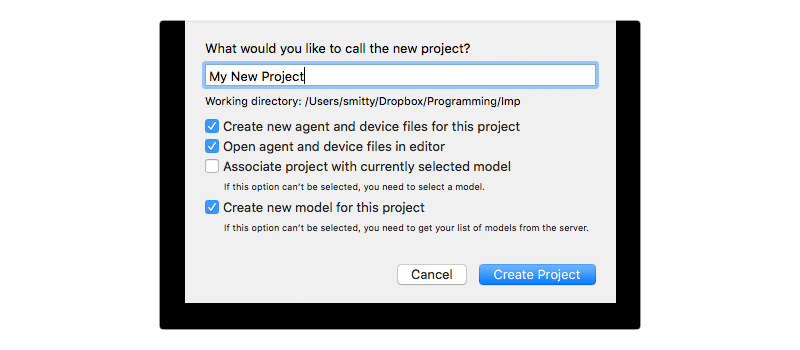 What would you like to call the new project?
My New Project
Working directory: /Users/smitty/Dropbox/Programming/Imp
Create new agent and device files for this project
Open agent and device files in editor
Associate project with currently selected model
If this option can't be selected, you need to select a model.
Create new model for this project
If this option can't be selected, you need to get your list of models from the server.
Cancel Create Project